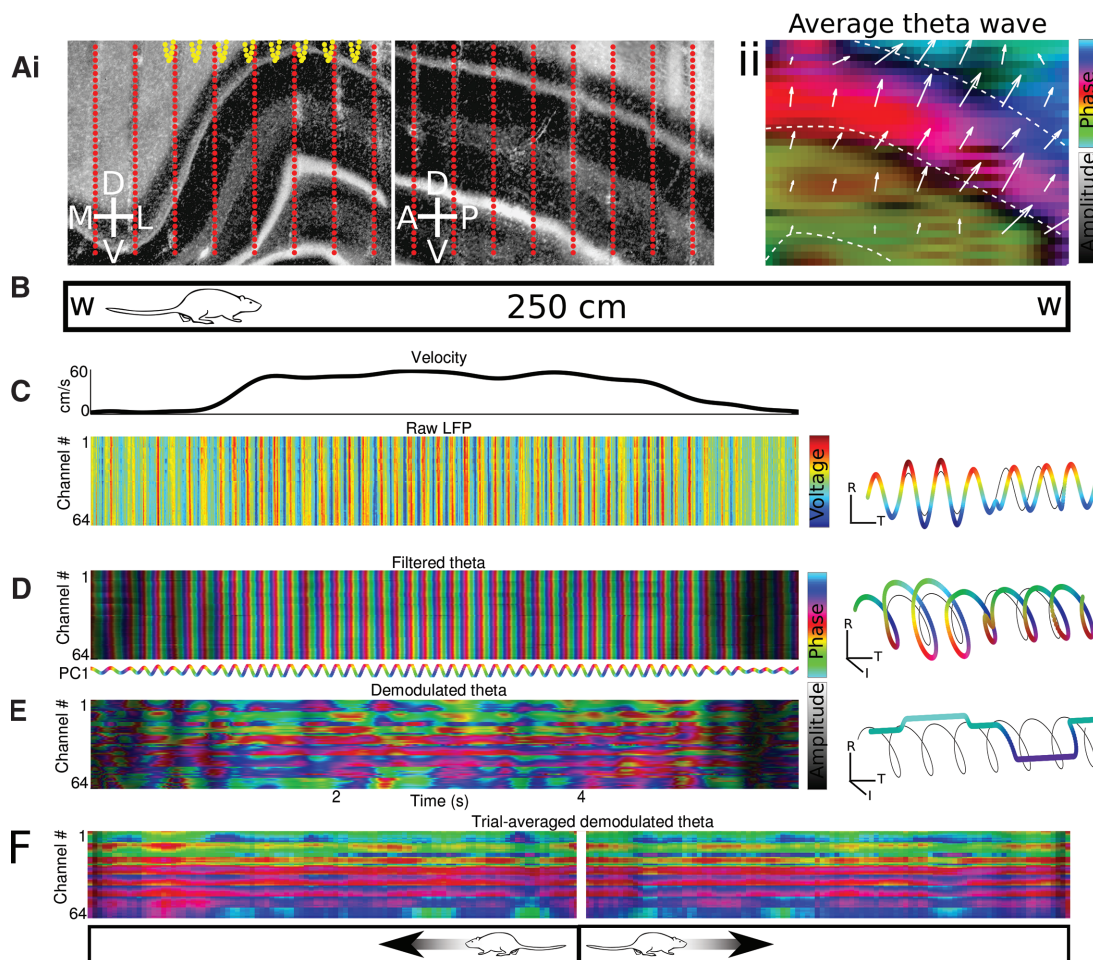 Ai
D
M L
V
D
A P
V
ii
Average theta wave
Phase
Amplitude
B
W
250 cm
W
C
Velocity
60
cm/s
0
Raw LFP
1
Channel #
64
Voltage
R
T
D
Filtered theta
1
Channel #
64
PC1
Phase
R
T
I
E
Demodulated theta
1
Channel #
64
2
4
Time (s)
Amplitude
R
T
I
F
Trial-averaged demodulated theta
1
Channel #
64